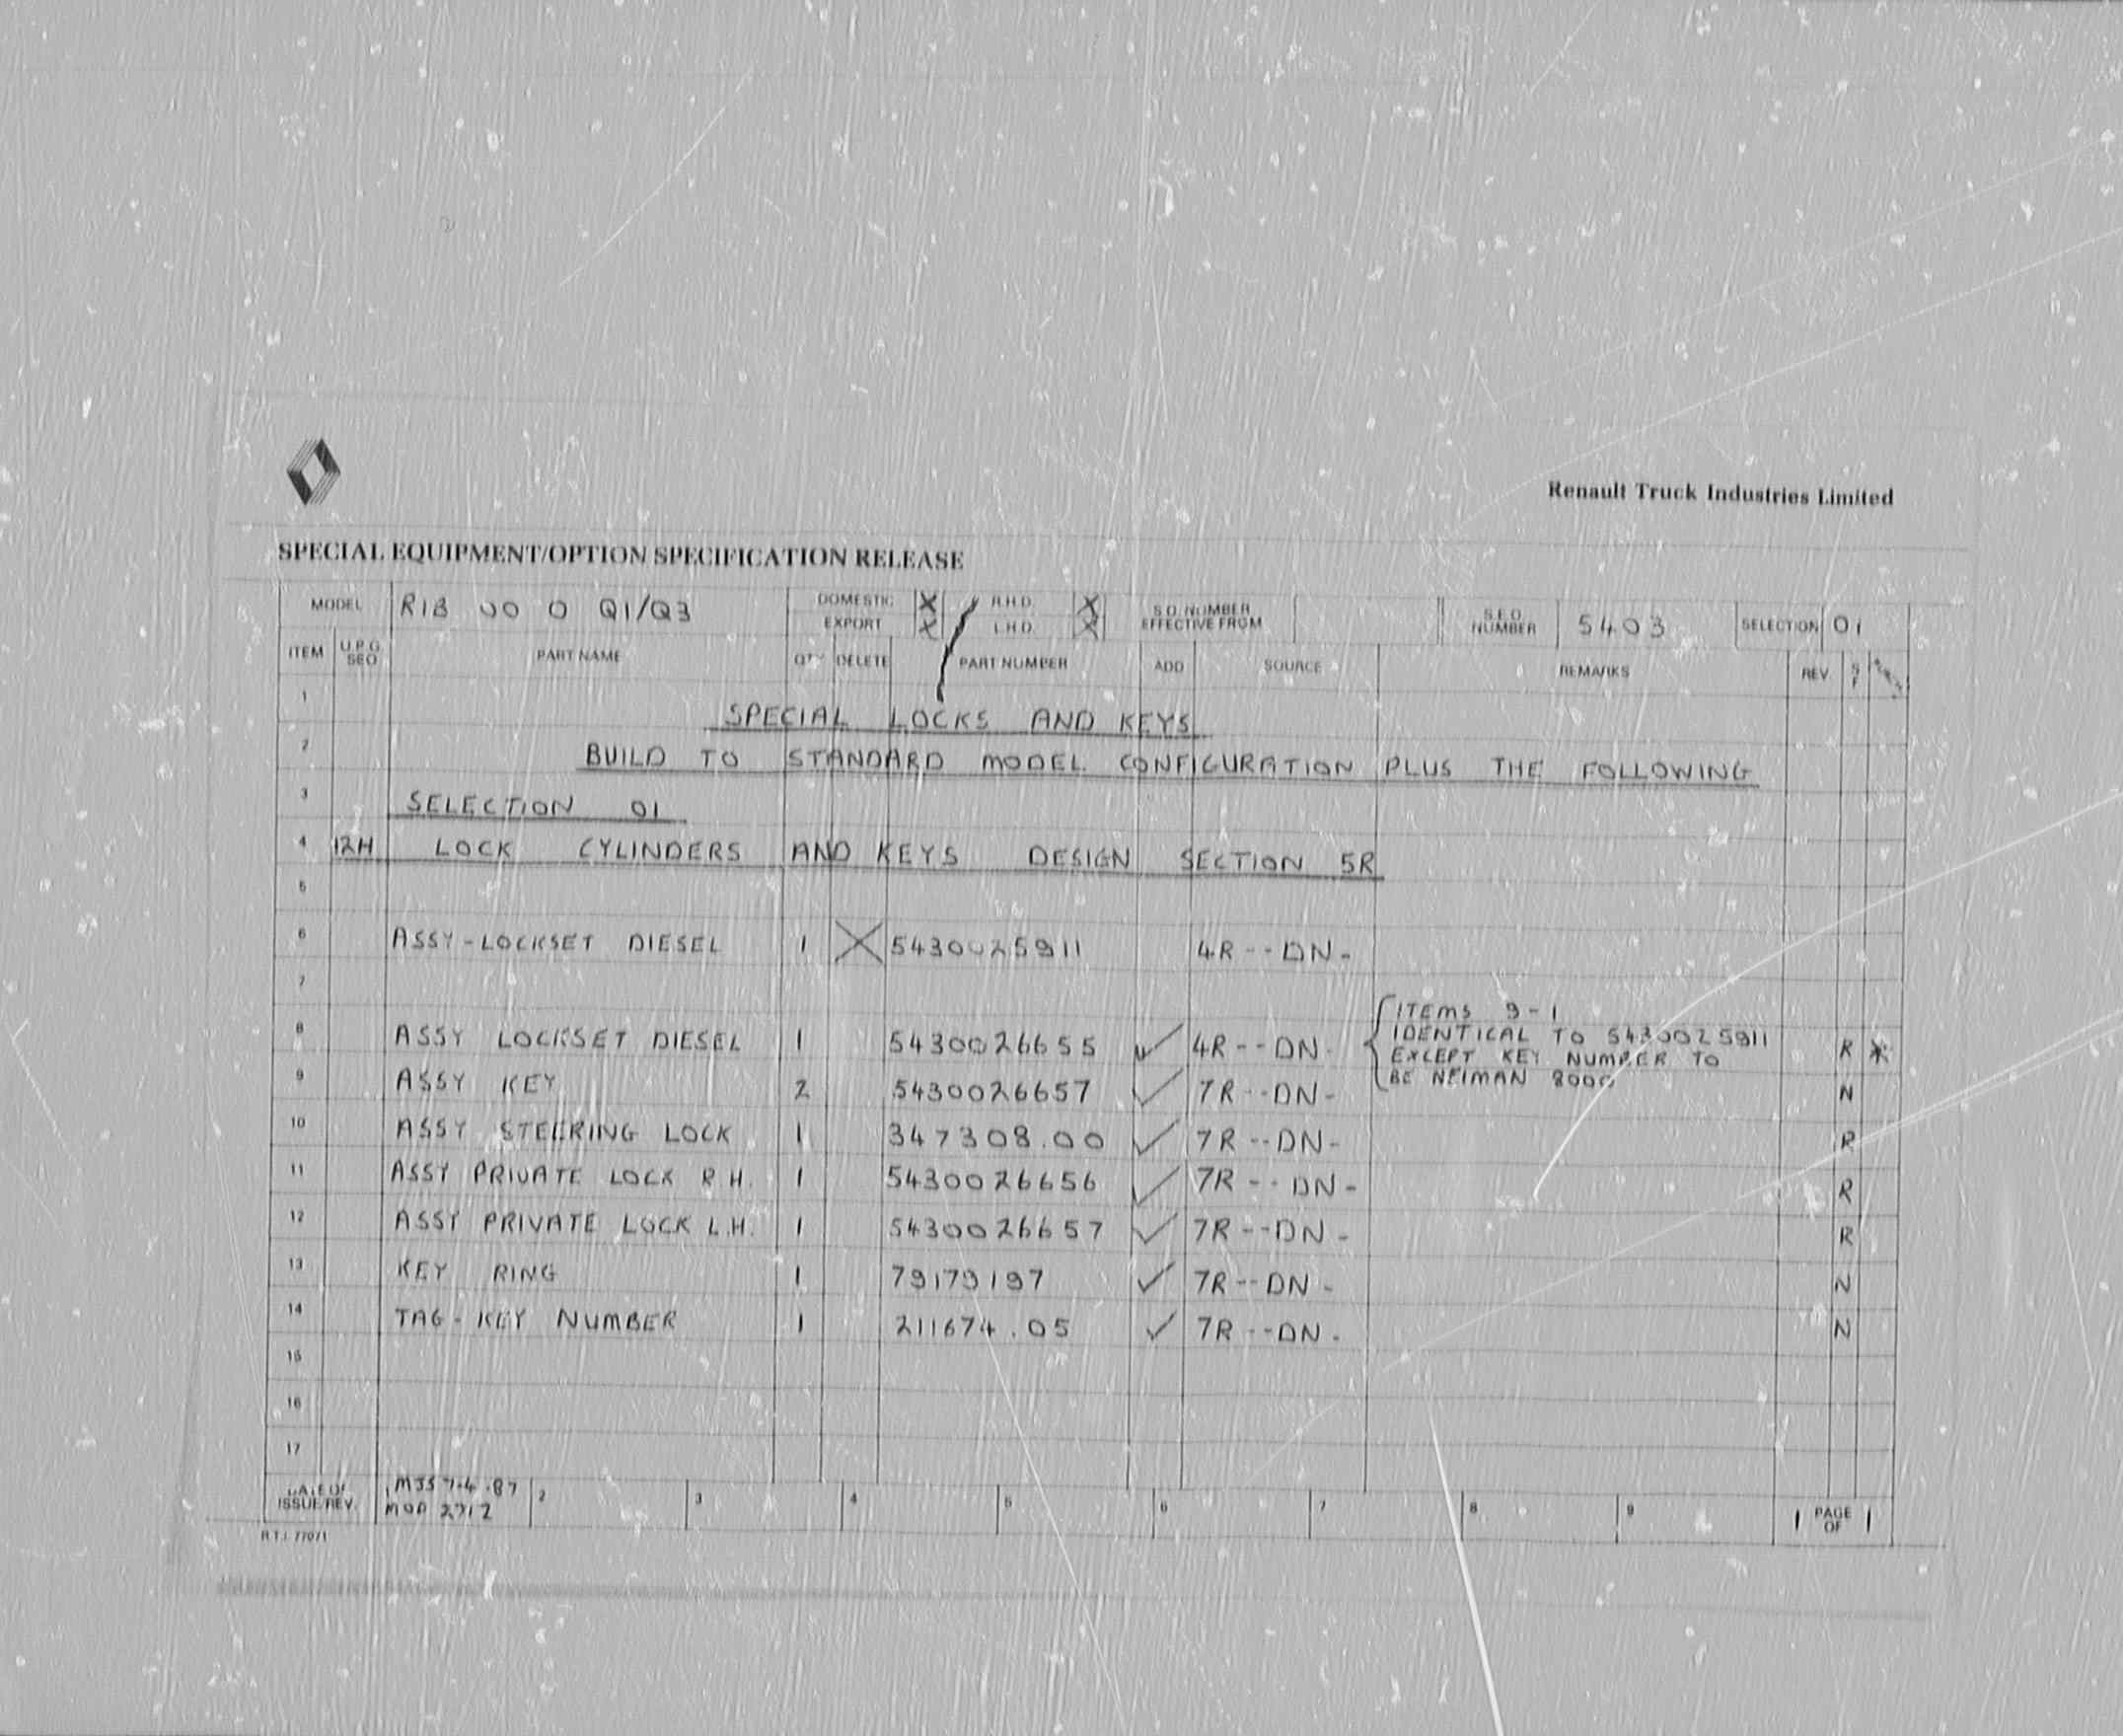 Renault Truck Industries Limited
SPECIAL EQUIPMENT/OPTION SPECIFICATION RELEASE
MODEL R1B 00 0 Q1/Q3 DOMESTIC X R.H.D. X S.O. NUMBER S.E.O. NUMBER 5403 SELECTION 01
EXPORT X L.H.D. X EFFECTIVE FROM
ITEM U.P.G. SEQ PART NAME QTY DELETE PART NUMBER ADD SOURCE REMARKS REV
1 SPECIAL LOCKS AND KEYS
2 BUILD TO STANDARD MODEL CONFIGURATION PLUS THE FOLLOWING
3 SELECTION 01
4 12H LOCK CYLINDERS AND KEYS DESIGN SECTION 5R
5
6 ASSY-LOCKSET DIESEL 1 X 5430025911 4R--DN-
7
ITEMS 9-1
IDENTICAL TO 5430025911
8 ASSY LOCKSET DIESEL 1 5430026655 ✓ 4R--DN- R *
EXCEPT KEY NUMBER TO
BE NEIMAN 8000
9 ASSY KEY 2 5430026657 ✓ 7R--DN- N
10 ASSY STEERING LOCK 1 347308.00 ✓ 7R--DN- R
11 ASSY PRIVATE LOCK R.H. 1 5430026656 ✓ 7R--DN- R
12 ASSY PRIVATE LOCK L.H. 1 5430026657 ✓ 7R--DN- R
13 KEY RING 1 79179197 ✓ 7R--DN- N
14 TAG-KEY NUMBER 1 211674.05 ✓ 7R--DN- N
15
16
17
DATE OF ISSUE/REV. MJS 7.4.87 2 3 4 5 6 7 8 9 1 PAGE OF 1
R.T.I. 77071